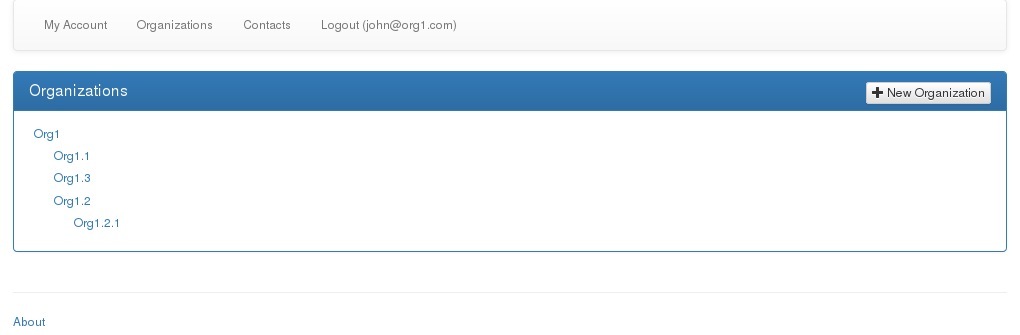 My Account Organizations Contacts Logout (john@org1.com)
Organizations New Organization
Org1
Org1.1
Org1.3
Org1.2
Org1.2.1
About